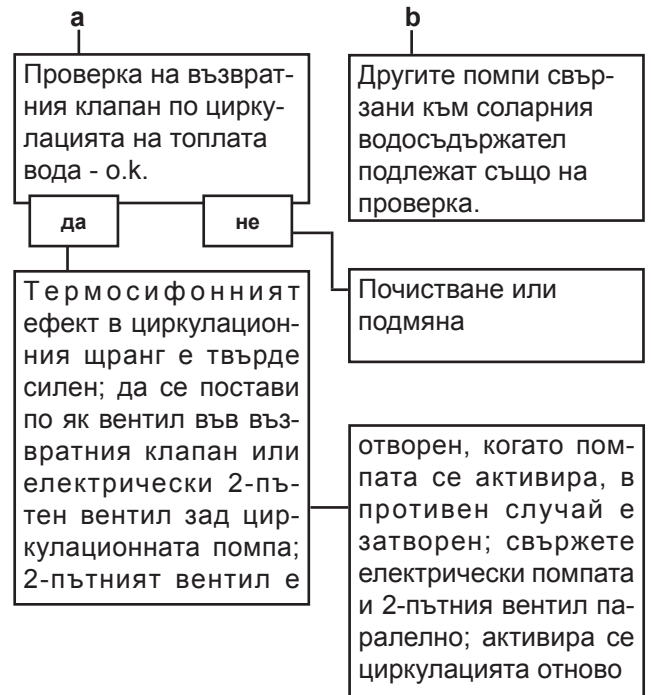 a
Проверка на възврат-
ния клапан по цирку-
лацията на топлата
вода - o.k.
да
не
Термосифонният
ефект в циркулацион-
ния щранг е твърде
силен; да се постави
по як вентил във въз-
вратния клапан или
електрически 2-пъ-
тен вентил зад цир-
кулационната помпа;
2-пътният вентил е
b
Другите помпи свър-
зани към соларния
водосъдържател
подлежат също на
проверка.
Почистване или
подмяна
отворен, когато пом-
пата се активира, в
противен случай е
затворен; свържете
електрически помпата
и 2-пътния вентил па-
ралелно; активира се
циркулацията отново